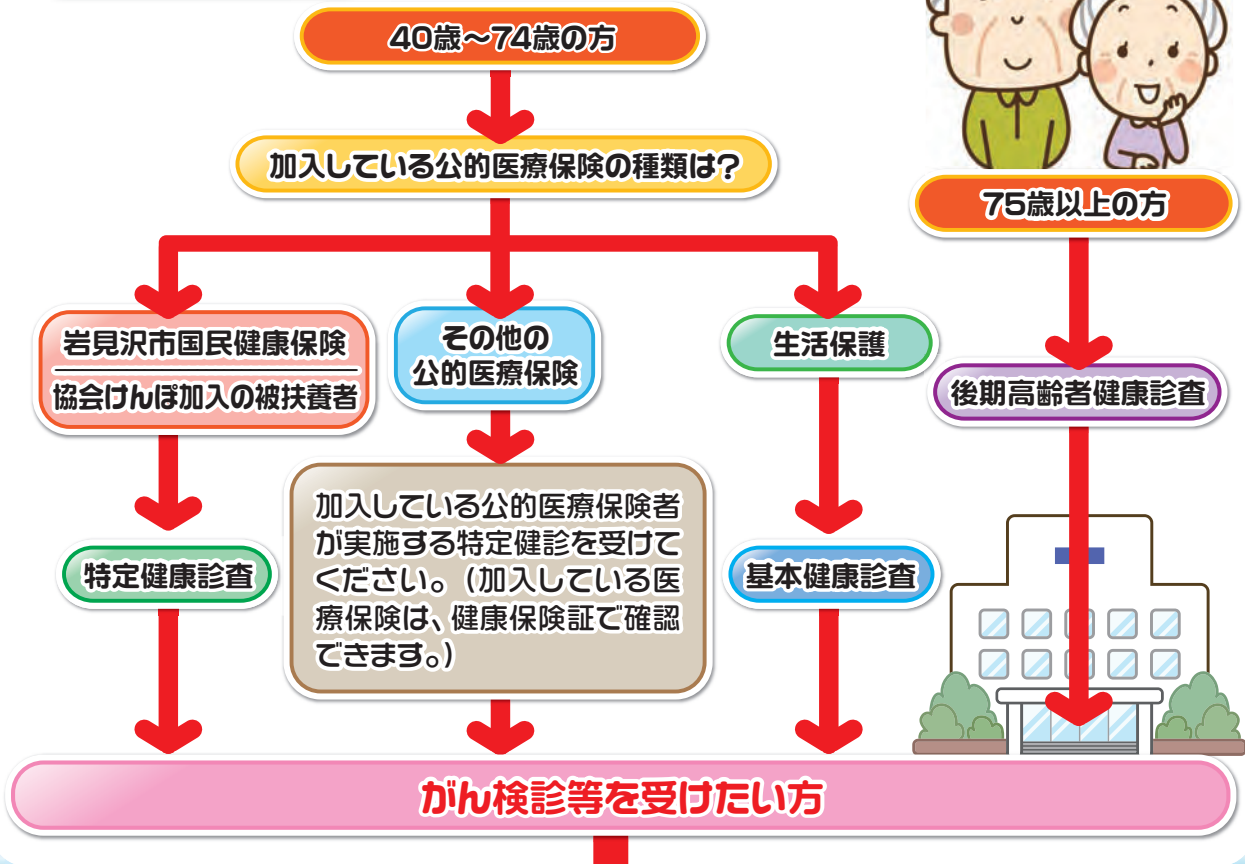 40歳〜74歳の方
加入している公的医療保険の種類は?
75歳以上の方
岩見沢市国民健康保険
協会けんぽ加入の被扶養者
その他の
公的医療保険
生活保護
後期高齢者健康診査
加入している公的医療保険者
が実施する特定健診を受けて
ください。(加入している医
療保険は、健康保険証で確認
できます。)
特定健康診査
基本健康診査
がん検診等を受けたい方